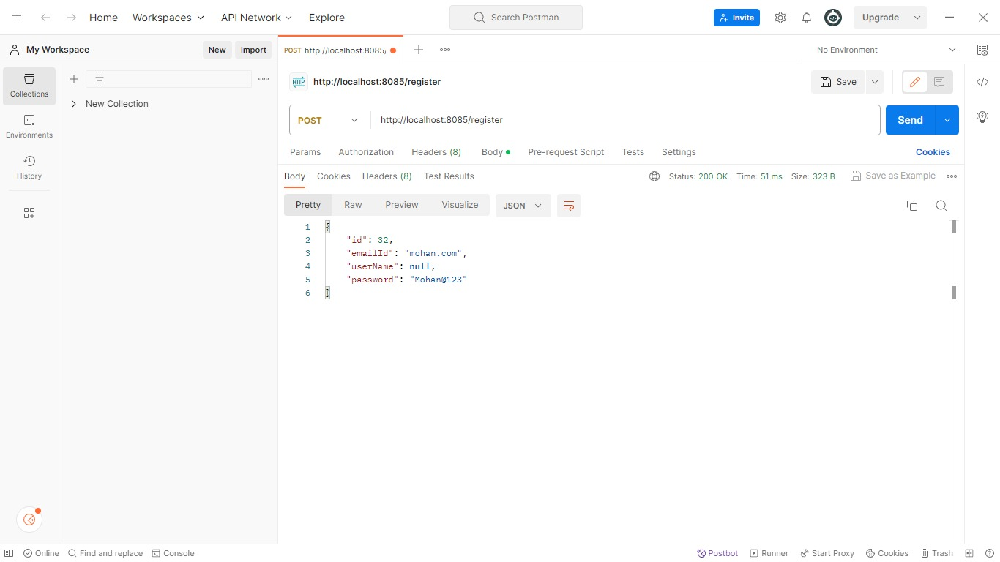 Home Workspaces API Network Explore Search Postman Invite Upgrade
My Workspace New Import POST http://localhost:8085/ No Environment
Collections
New Collection
Environments
History
HTTP http://localhost:8085/register Save
POST http://localhost:8085/register Send
Params Authorization Headers (8) Body Pre-request Script Tests Settings Cookies
Body Cookies Headers (8) Test Results Status: 200 OK Time: 51 ms Size: 323 B Save as Example
Pretty Raw Preview Visualize JSON
1 {
2 "id": 32,
3 "emailId": "mohan.com",
4 "userName": null,
5 "password": "Mohan@123"
6 }
Online Find and replace Console Postbot Runner Start Proxy Cookies Trash